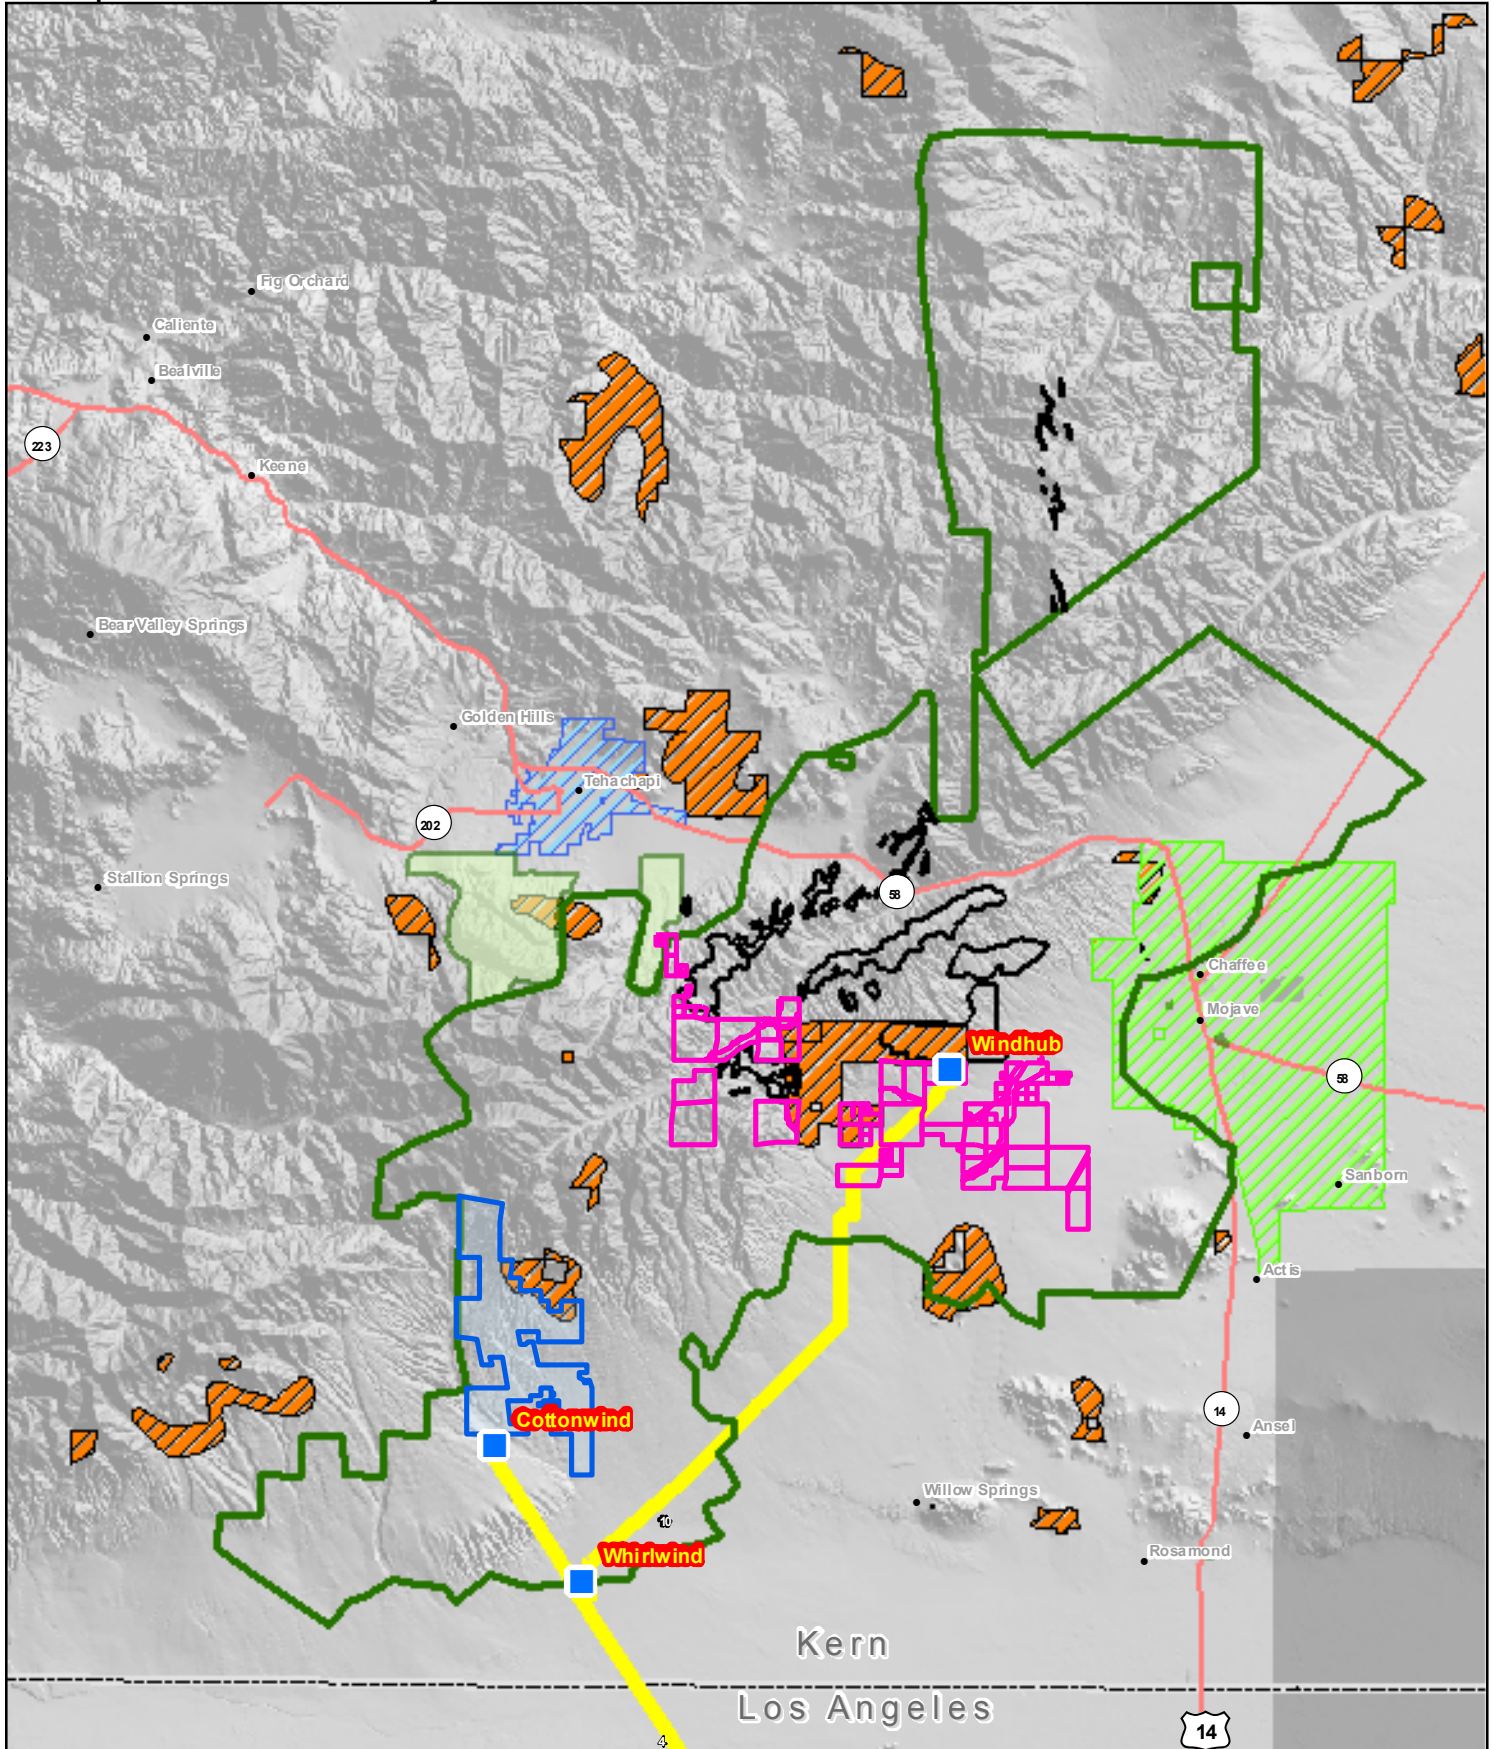 Fig Orchard
Caliente
Bealville
223
Keene
Bear Valley Springs
Golden Hills
Tehachapi
202
Stallion Springs
58
Chaffee
Mojave
Windhub
58
Sanborn
Actis
Cottonwind
14
Ansel
Willow Springs
10
Whirlwind
Rosamond
Kern
Los Angeles
14
4